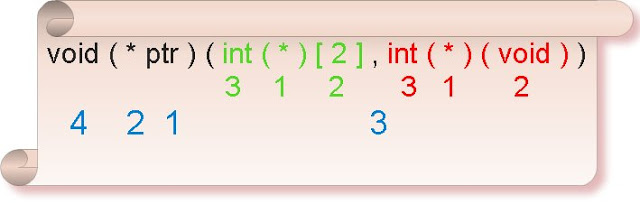 void ( * ptr ) ( int ( * ) [ 2 ] , int ( * ) ( void ) )
3 1 2 3 1 2
4 2 1 3